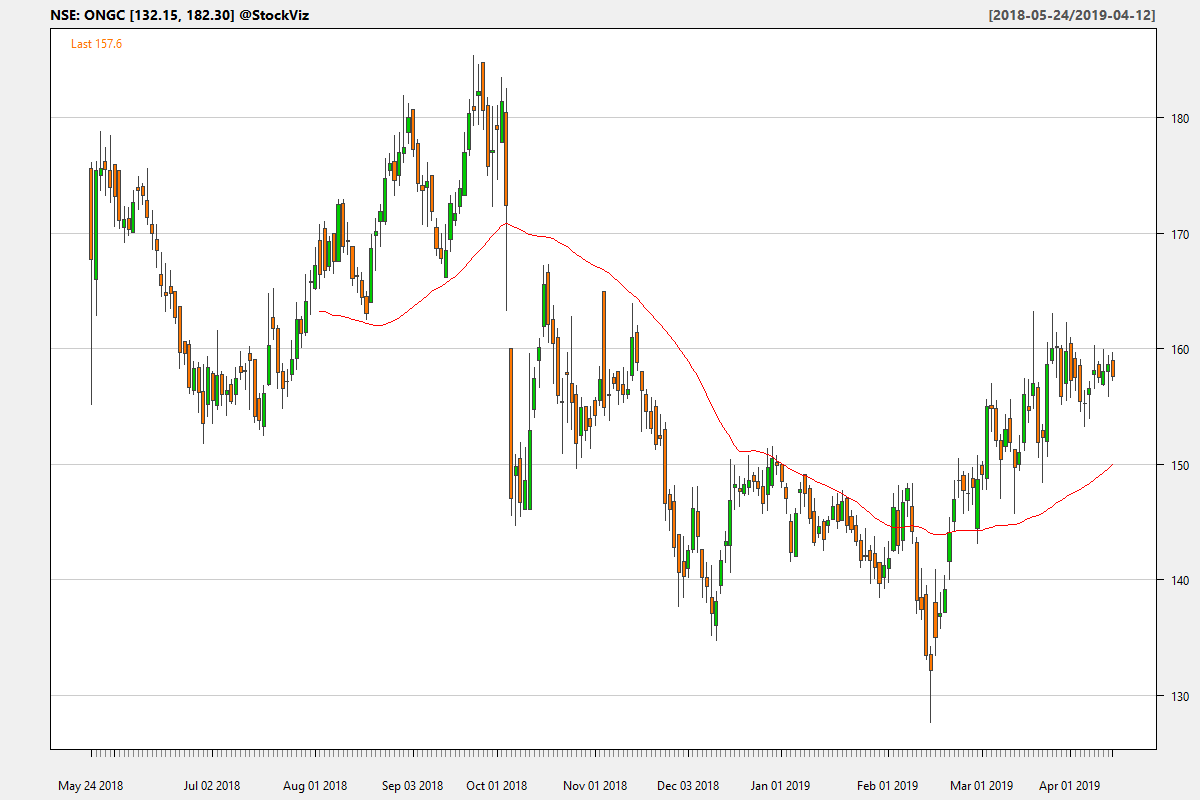 NSE: ONGC [132.15, 182.30] @StockViz
[2018-05-24/2019-04-12]
Last 157.6
180
170
160
150
140
130
May 24 2018
Jul 02 2018
Aug 01 2018
Sep 03 2018
Oct 01 2018
Nov 01 2018
Dec 03 2018
Jan 01 2019
Feb 01 2019
Mar 01 2019
Apr 01 2019